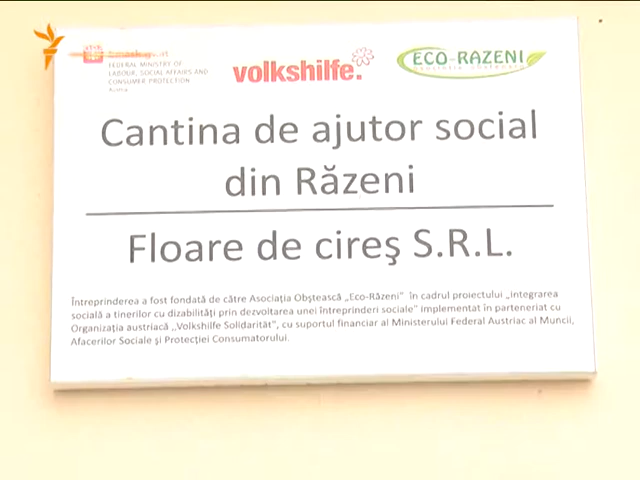 FEDERAL MINISTRY OF
LABOUR, SOCIAL AFFAIRS AND
CONSUMER PROTECTION
volkshilfe.
ECO-RAZENI
Cantina de ajutor social
din Răzeni
Floare de cireş S.R.L.
Întreprinderea a fost fondată de către Asociaţia Obştească „Eco-Răzeni" în cadrul proiectului „Integrarea
socială a tinerilor cu dizabilităţi prin dezvoltarea unei întreprinderi sociale" implementat în parteneriat cu
Organizaţia austriacă „Volkshilfe Solidarität", cu suportul financiar al Ministerului Federal Austriac al Muncii,
Afacerilor Sociale şi Protecţiei Consumatorului.